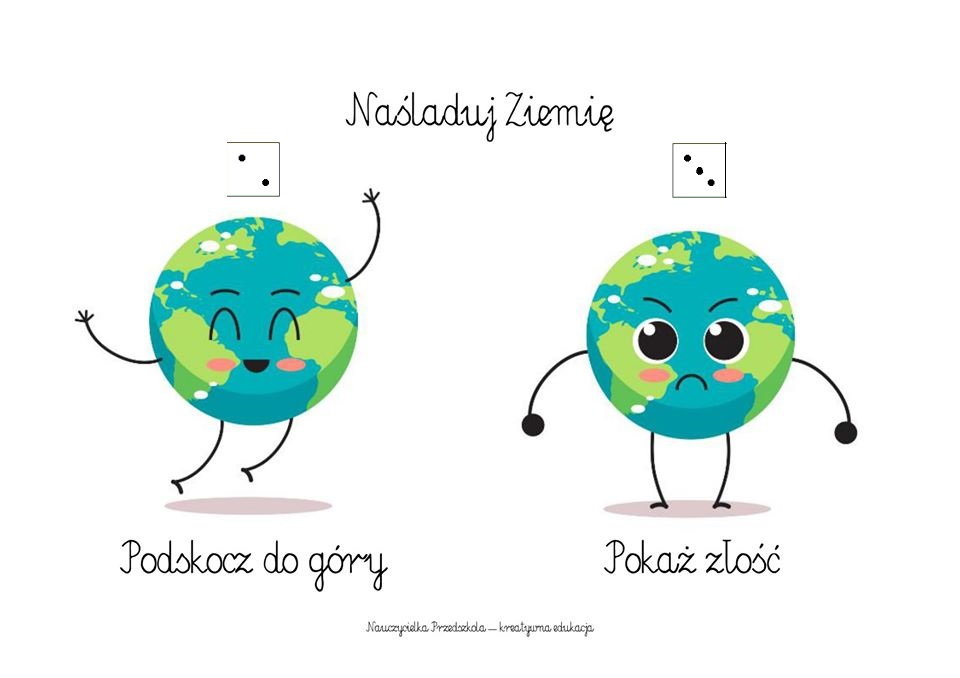 Naśladuj Ziemię
Podskocz do góry
Pokaż złość
Nauczycielka Przedszkola – kreatywna edukacja